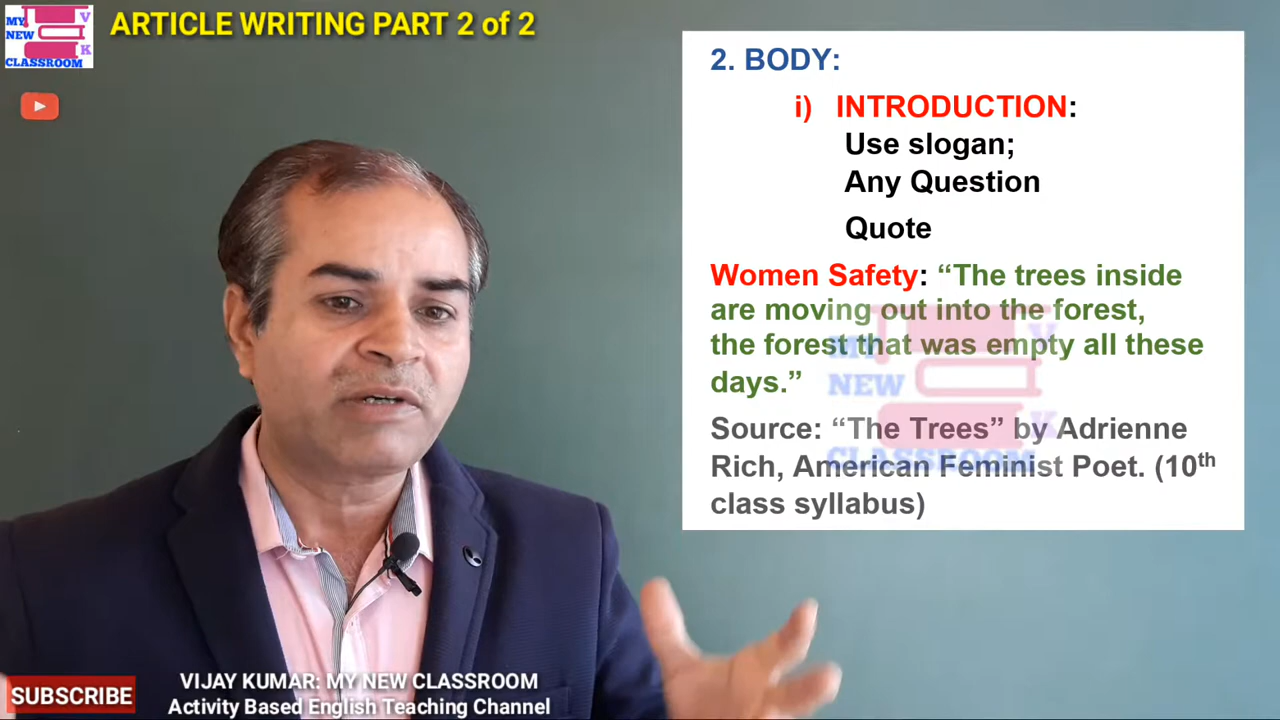 MY
NEW
CLASSROOM
V
K
ARTICLE WRITING PART 2 of 2
2. BODY:
i) INTRODUCTION:
Use slogan;
Any Question
Quote
Women Safety: “The trees inside
are moving out into the forest,
the forest that was empty all these
days.”
Source: “The Trees” by Adrienne
Rich, American Feminist Poet. (10th
class syllabus)
MY
NEW
CLASSROOM
V
K
SUBSCRIBE
VIJAY KUMAR: MY NEW CLASSROOM
Activity Based English Teaching Channel